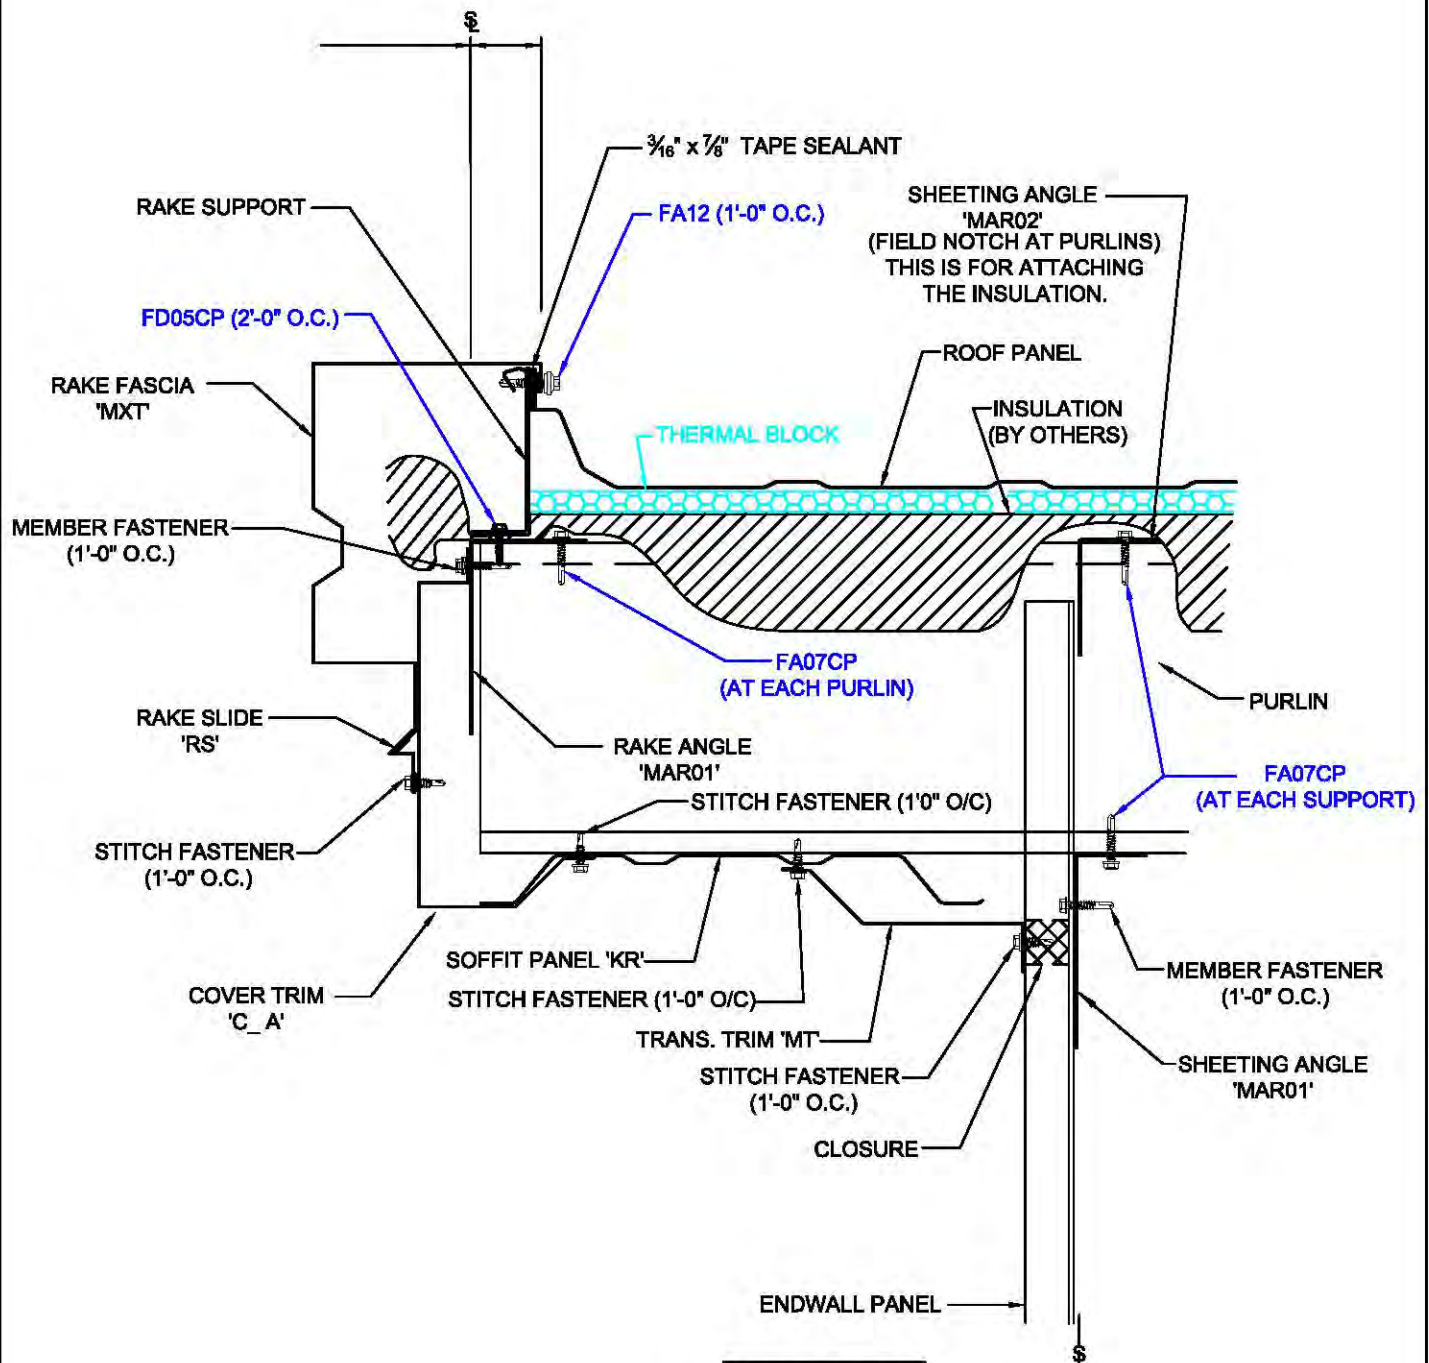 3/16" x 7/8" TAPE SEALANT
RAKE SUPPORT
FA12 (1'-0" O.C.)
SHEETING ANGLE
'MAR02'
(FIELD NOTCH AT PURLINS)
THIS IS FOR ATTACHING
THE INSULATION.
FD05CP (2'-0" O.C.)
ROOF PANEL
RAKE FASCIA
'MXT'
INSULATION
(BY OTHERS)
THERMAL BLOCK
MEMBER FASTENER
(1'-0" O.C.)
FA07CP
(AT EACH PURLIN)
PURLIN
RAKE SLIDE
'RS'
RAKE ANGLE
'MAR01'
FA07CP
(AT EACH SUPPORT)
STITCH FASTENER (1'0" O/C)
STITCH FASTENER
(1'-0" O.C.)
SOFFIT PANEL 'KR'
MEMBER FASTENER
(1'-0" O.C.)
COVER TRIM
'C_ A'
STITCH FASTENER (1'-0" O/C)
TRANS. TRIM 'MT'
STITCH FASTENER
(1'-0" O.C.)
SHEETING ANGLE
'MAR01'
CLOSURE
ENDWALL PANEL